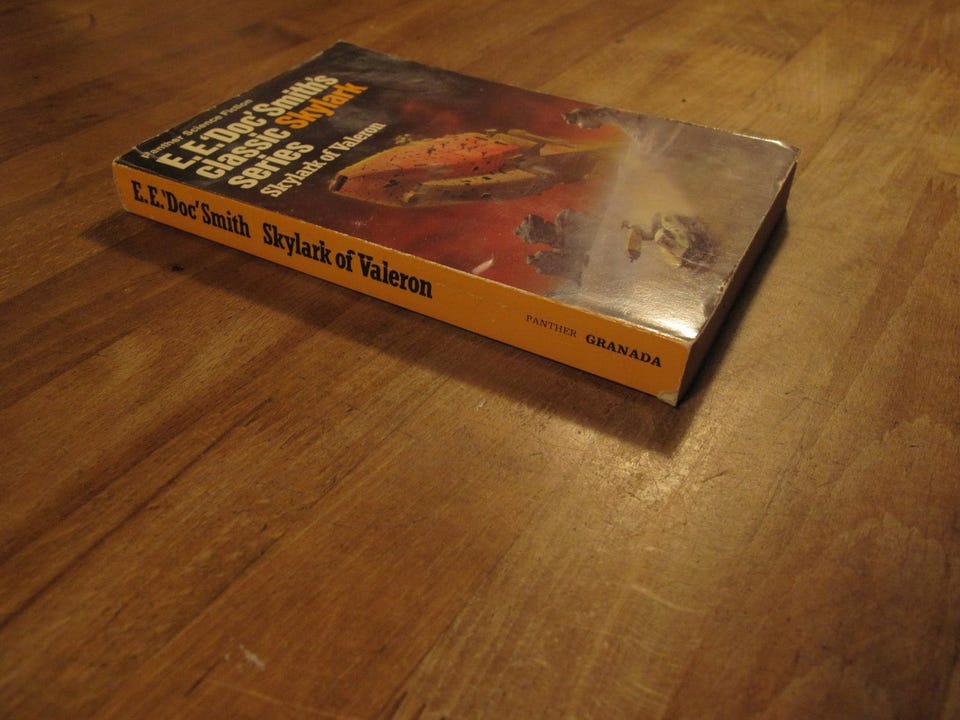 Panther Science Fiction
E.E.'Doc' Smith's
classic Skylark
series
Skylark of Valeron
E.E.'Doc' Smith Skylark of Valeron
PANTHER GRANADA